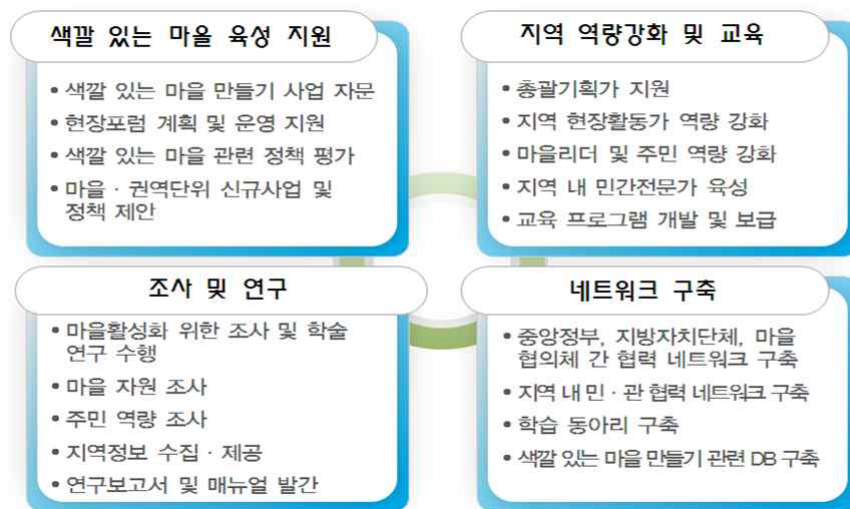 색깔 있는 마을 육성 지원
• 색깔 있는 마을 만들기 사업 자문
• 현장포럼 계획 및 운영 지원
• 색깔 있는 마을 관련 정책 평가
• 마을 · 권역단위 신규사업 및
정책 제안
지역 역량강화 및 교육
• 총괄기획가 지원
• 지역 현장활동가 역량 강화
• 마을리더 및 주민 역량 강화
• 지역 내 민간전문가 육성
• 교육 프로그램 개발 및 보급
조사 및 연구
• 마을활성화 위한 조사 및 학술
연구 수행
• 마을 자원 조사
• 주민 역량 조사
• 지역정보 수집 · 제공
• 연구보고서 및 매뉴얼 발간
네트워크 구축
• 중앙정부, 지방자치단체, 마을
협의체 간 협력 네트워크 구축
• 지역 내 민 · 관 협력 네트워크 구축
• 학습 동아리 구축
• 색깔 있는 마을 만들기 관련 DB 구축